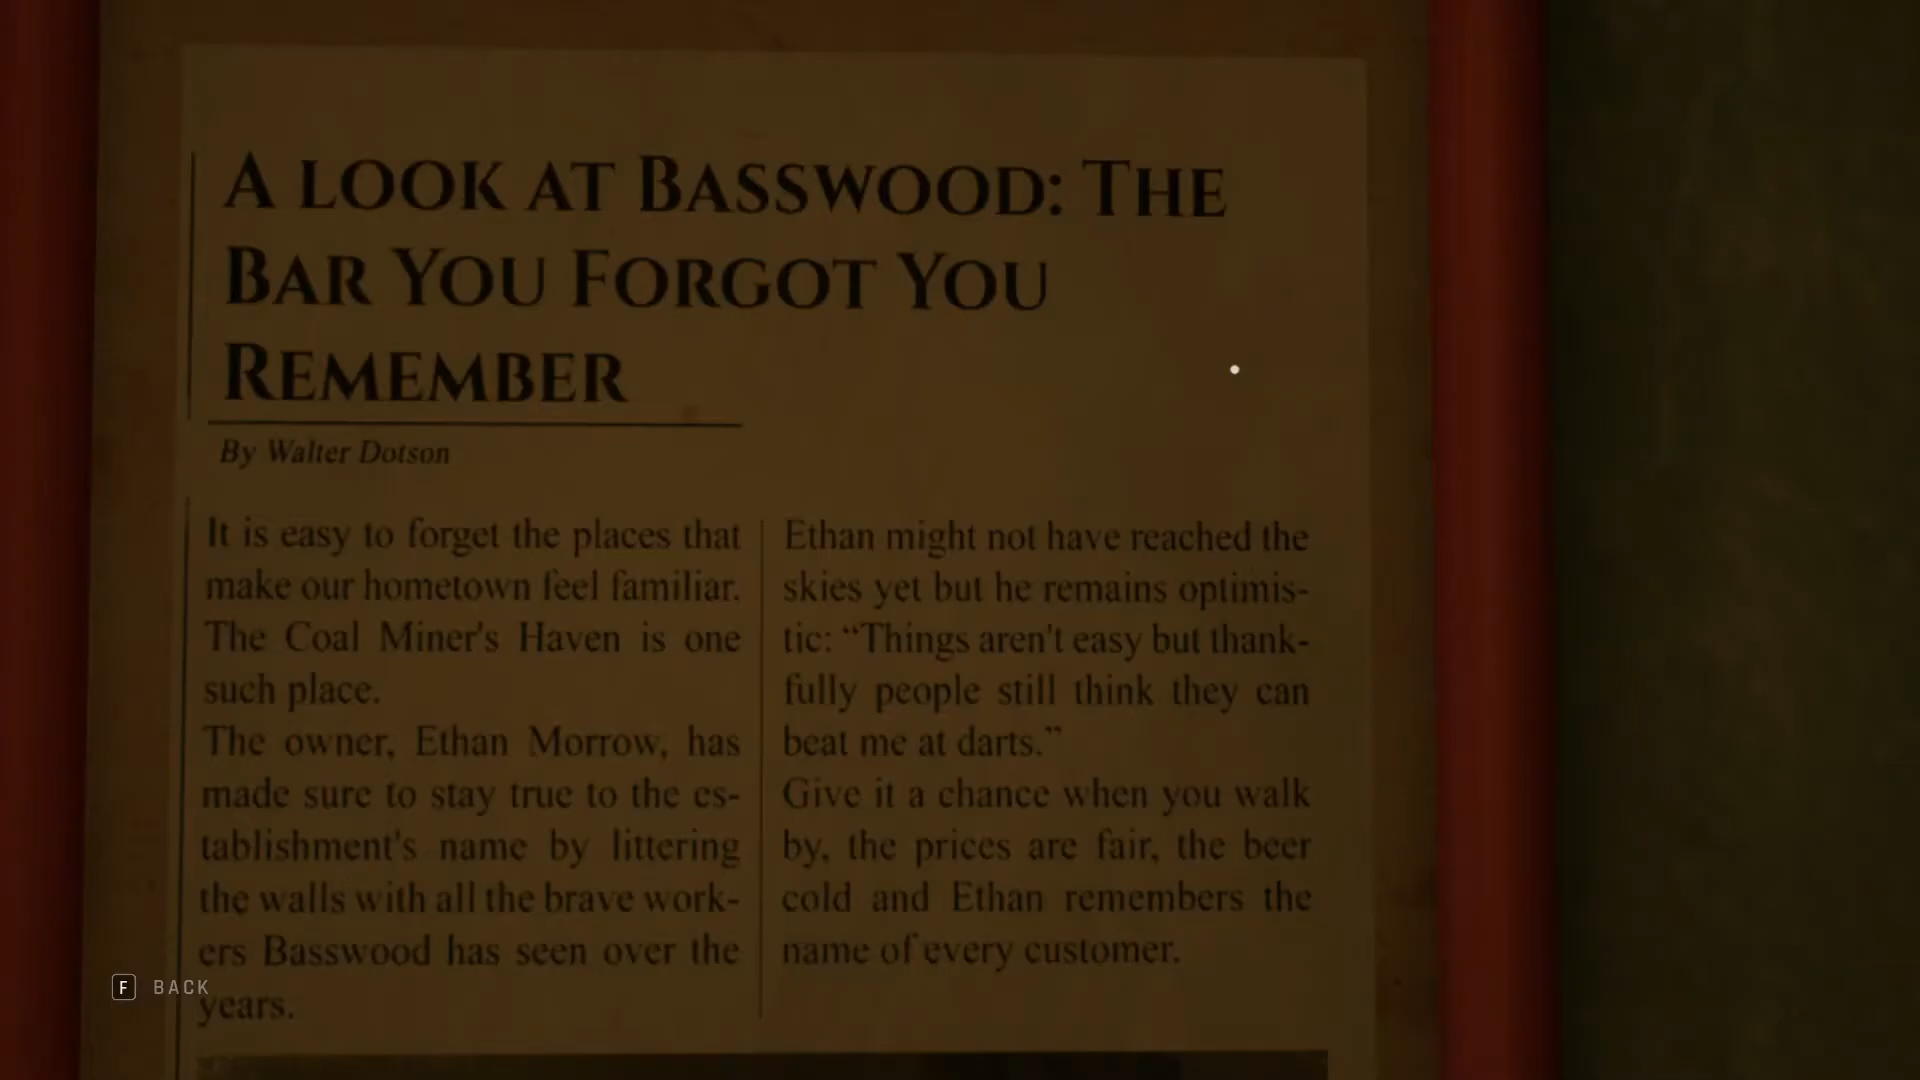 A LOOK AT BASSWOOD: THE
BAR YOU FORGOT YOU
REMEMBER
By Walter Dotson
It is easy to forget the places that
make our hometown feel familiar.
The Coal Miner's Haven is one
such place.
The owner, Ethan Morrow, has
made sure to stay true to the es-
tablishment's name by littering
the walls with all the brave work-
ers Basswood has seen over the
years.
Ethan might not have reached the
skies yet but he remains optimis-
tic: “Things aren't easy but thank-
fully people still think they can
beat me at darts.”
Give it a chance when you walk
by, the prices are fair, the beer
cold and Ethan remembers the
name of every customer.
F BACK